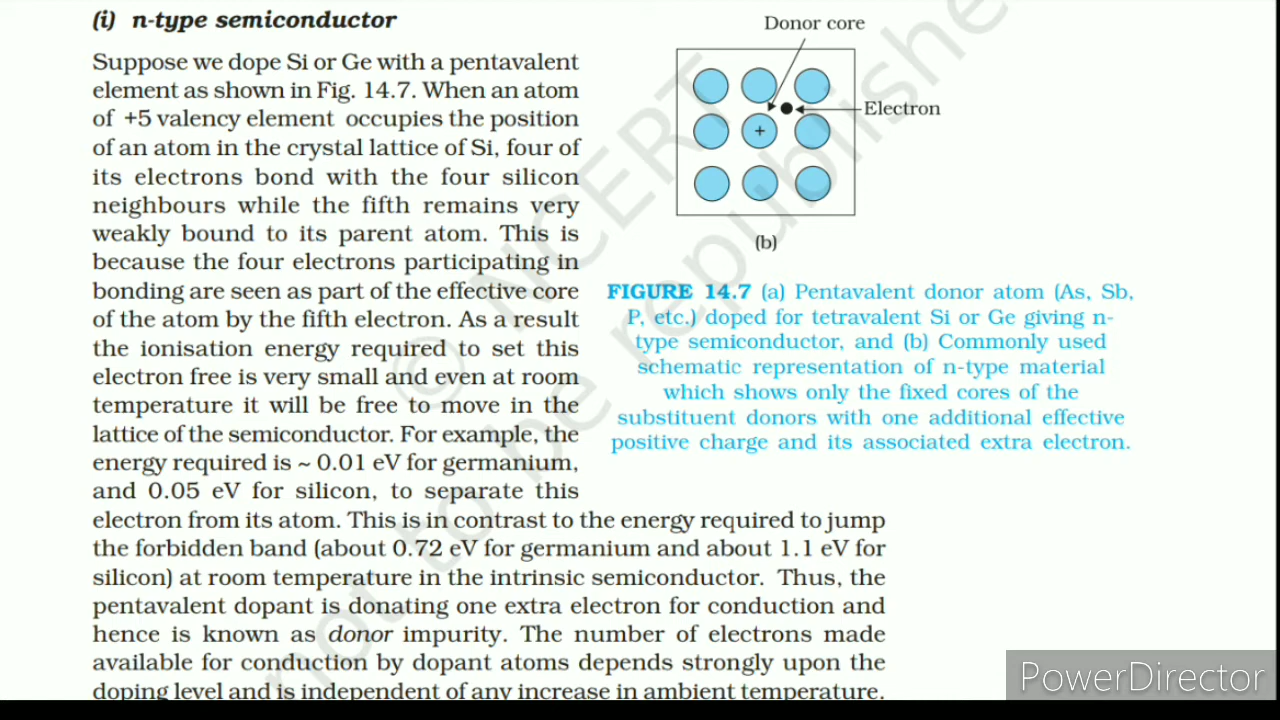 (i) n-type semiconductor
Suppose we dope Si or Ge with a pentavalent
element as shown in Fig. 14.7. When an atom
of +5 valency element occupies the position
of an atom in the crystal lattice of Si, four of
its electrons bond with the four silicon
neighbours while the fifth remains very
weakly bound to its parent atom. This is
because the four electrons participating in
bonding are seen as part of the effective core
of the atom by the fifth electron. As a result
the ionisation energy required to set this
electron free is very small and even at room
temperature it will be free to move in the
lattice of the semiconductor. For example, the
energy required is ~ 0.01 eV for germanium,
and 0.05 eV for silicon, to separate this
electron from its atom. This is in contrast to the energy required to jump
the forbidden band (about 0.72 eV for germanium and about 1.1 eV for
silicon) at room temperature in the intrinsic semiconductor. Thus, the
pentavalent dopant is donating one extra electron for conduction and
hence is known as donor impurity. The number of electrons made
available for conduction by dopant atoms depends strongly upon the
doping level and is independent of any increase in ambient temperature.
Donor core
Electron
+
(b)
FIGURE 14.7 (a) Pentavalent donor atom (As, Sb,
P, etc.) doped for tetravalent Si or Ge giving n-
type semiconductor, and (b) Commonly used
schematic representation of n-type material
which shows only the fixed cores of the
substituent donors with one additional effective
positive charge and its associated extra electron.
© NCERT
not to be republishe
PowerDirector